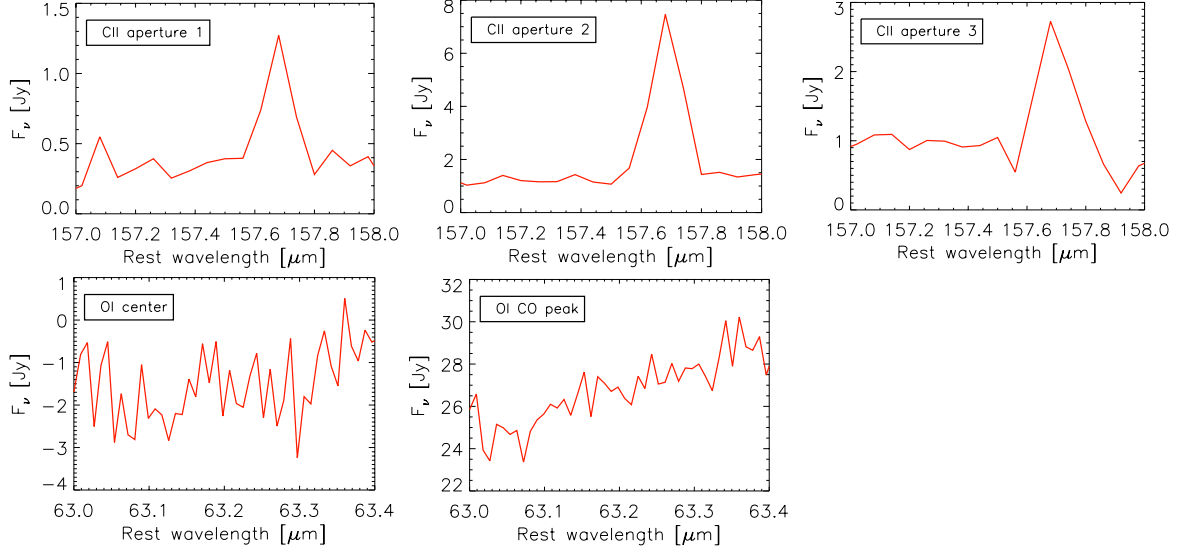 CII aperture 1
1.5
1.0
0.5
0.0
F_ν [Jy]
157.0 157.2 157.4 157.6 157.8 158.0
Rest wavelength [μm]
CII aperture 2
8
6
4
2
0
F_ν [Jy]
157.0 157.2 157.4 157.6 157.8 158.0
Rest wavelength [μm]
CII aperture 3
3
2
1
0
F_ν [Jy]
157.0 157.2 157.4 157.6 157.8 158.0
Rest wavelength [μm]
OI center
1
0
−1
−2
−3
−4
F_ν [Jy]
63.0 63.1 63.2 63.3 63.4
Rest wavelength [μm]
OI CO peak
32
30
28
26
24
22
F_ν [Jy]
63.0 63.1 63.2 63.3 63.4
Rest wavelength [μm]